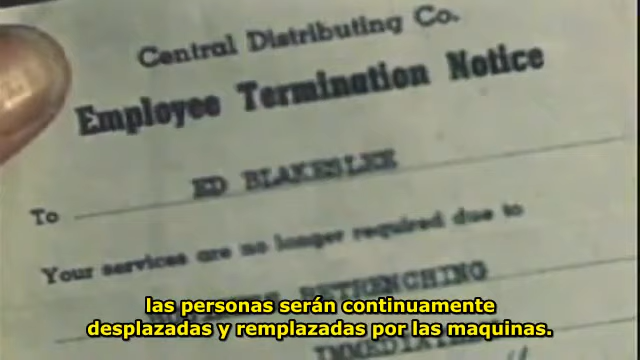 Central Distributing Co.
Employee Termination Notice
To ED BLAKESLEE
Your services are no longer required due to
RETRENCHING
las personas serán continuamente
desplazadas y remplazadas por las maquinas.